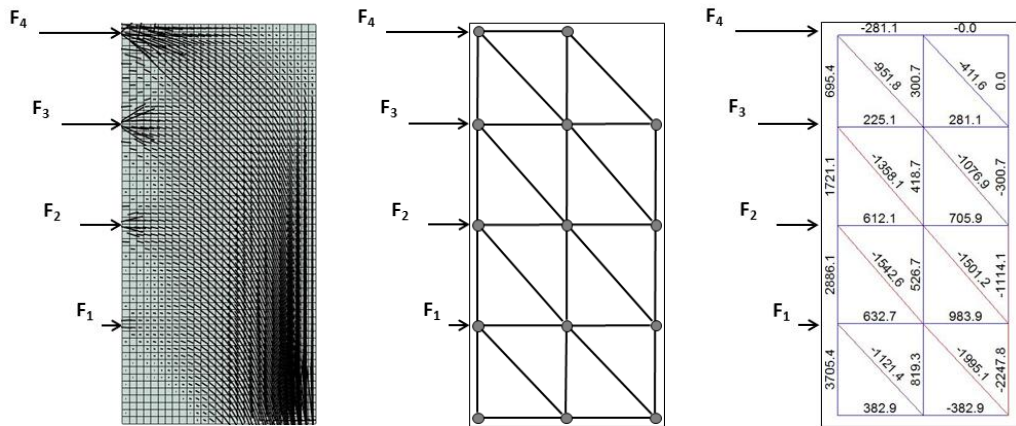 F4
F3
F2
F1
F4
F3
F2
F1
F4
F3
F2
F1
-281.1 -0.0
695.4 -951.8 300.7 -411.6 0.0
225.1 281.1
1721.1 -1358.1 418.7 -1076.9 -300.7
612.1 705.9
2886.1 -1542.6 526.7 -1501.2 -1114.1
632.7 983.9
3705.4 -1121.4 819.3 -1995.1 -2247.8
382.9 -382.9